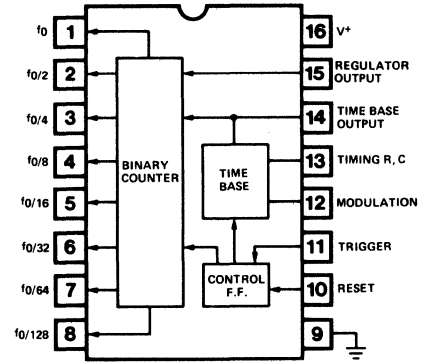 f0 1
f0/2 2
f0/4 3
f0/8 4
f0/16 5
f0/32 6
f0/64 7
f0/128 8
BINARY
COUNTER
TIME
BASE
CONTROL
F.F.
16 V+
15 REGULATOR
OUTPUT
14 TIME BASE
OUTPUT
13 TIMING R, C
12 MODULATION
11 TRIGGER
10 RESET
9